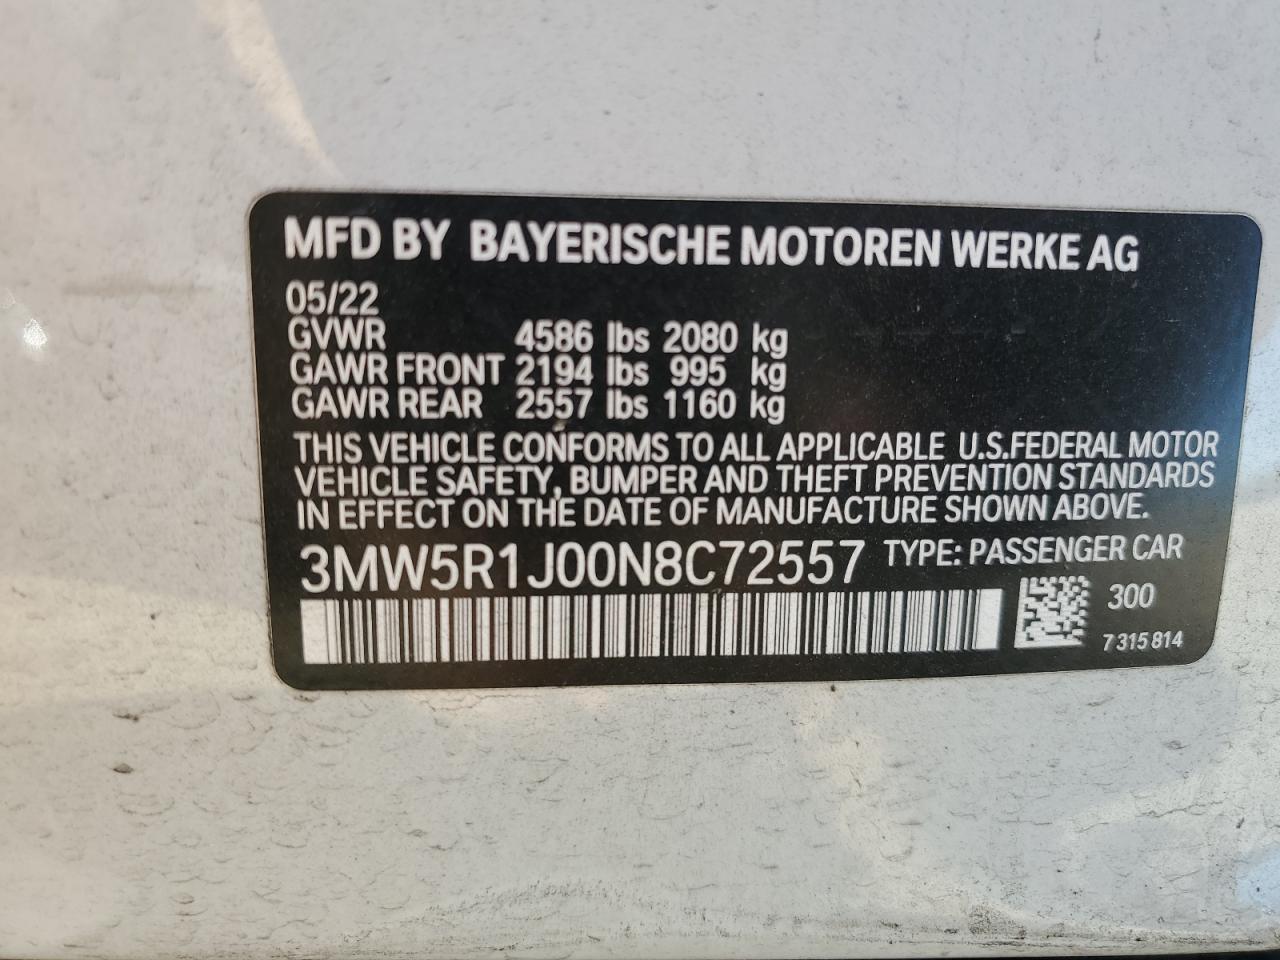 MFD BY BAYERISCHE MOTOREN WERKE AG
05/22
GVWR 4586 lbs 2080 kg
GAWR FRONT 2194 lbs 995 kg
GAWR REAR 2557 lbs 1160 kg
THIS VEHICLE CONFORMS TO ALL APPLICABLE U.S.FEDERAL MOTOR
VEHICLE SAFETY, BUMPER AND THEFT PREVENTION STANDARDS
IN EFFECT ON THE DATE OF MANUFACTURE SHOWN ABOVE.
3MW5R1J00N8C72557 TYPE: PASSENGER CAR
300
7 315 814